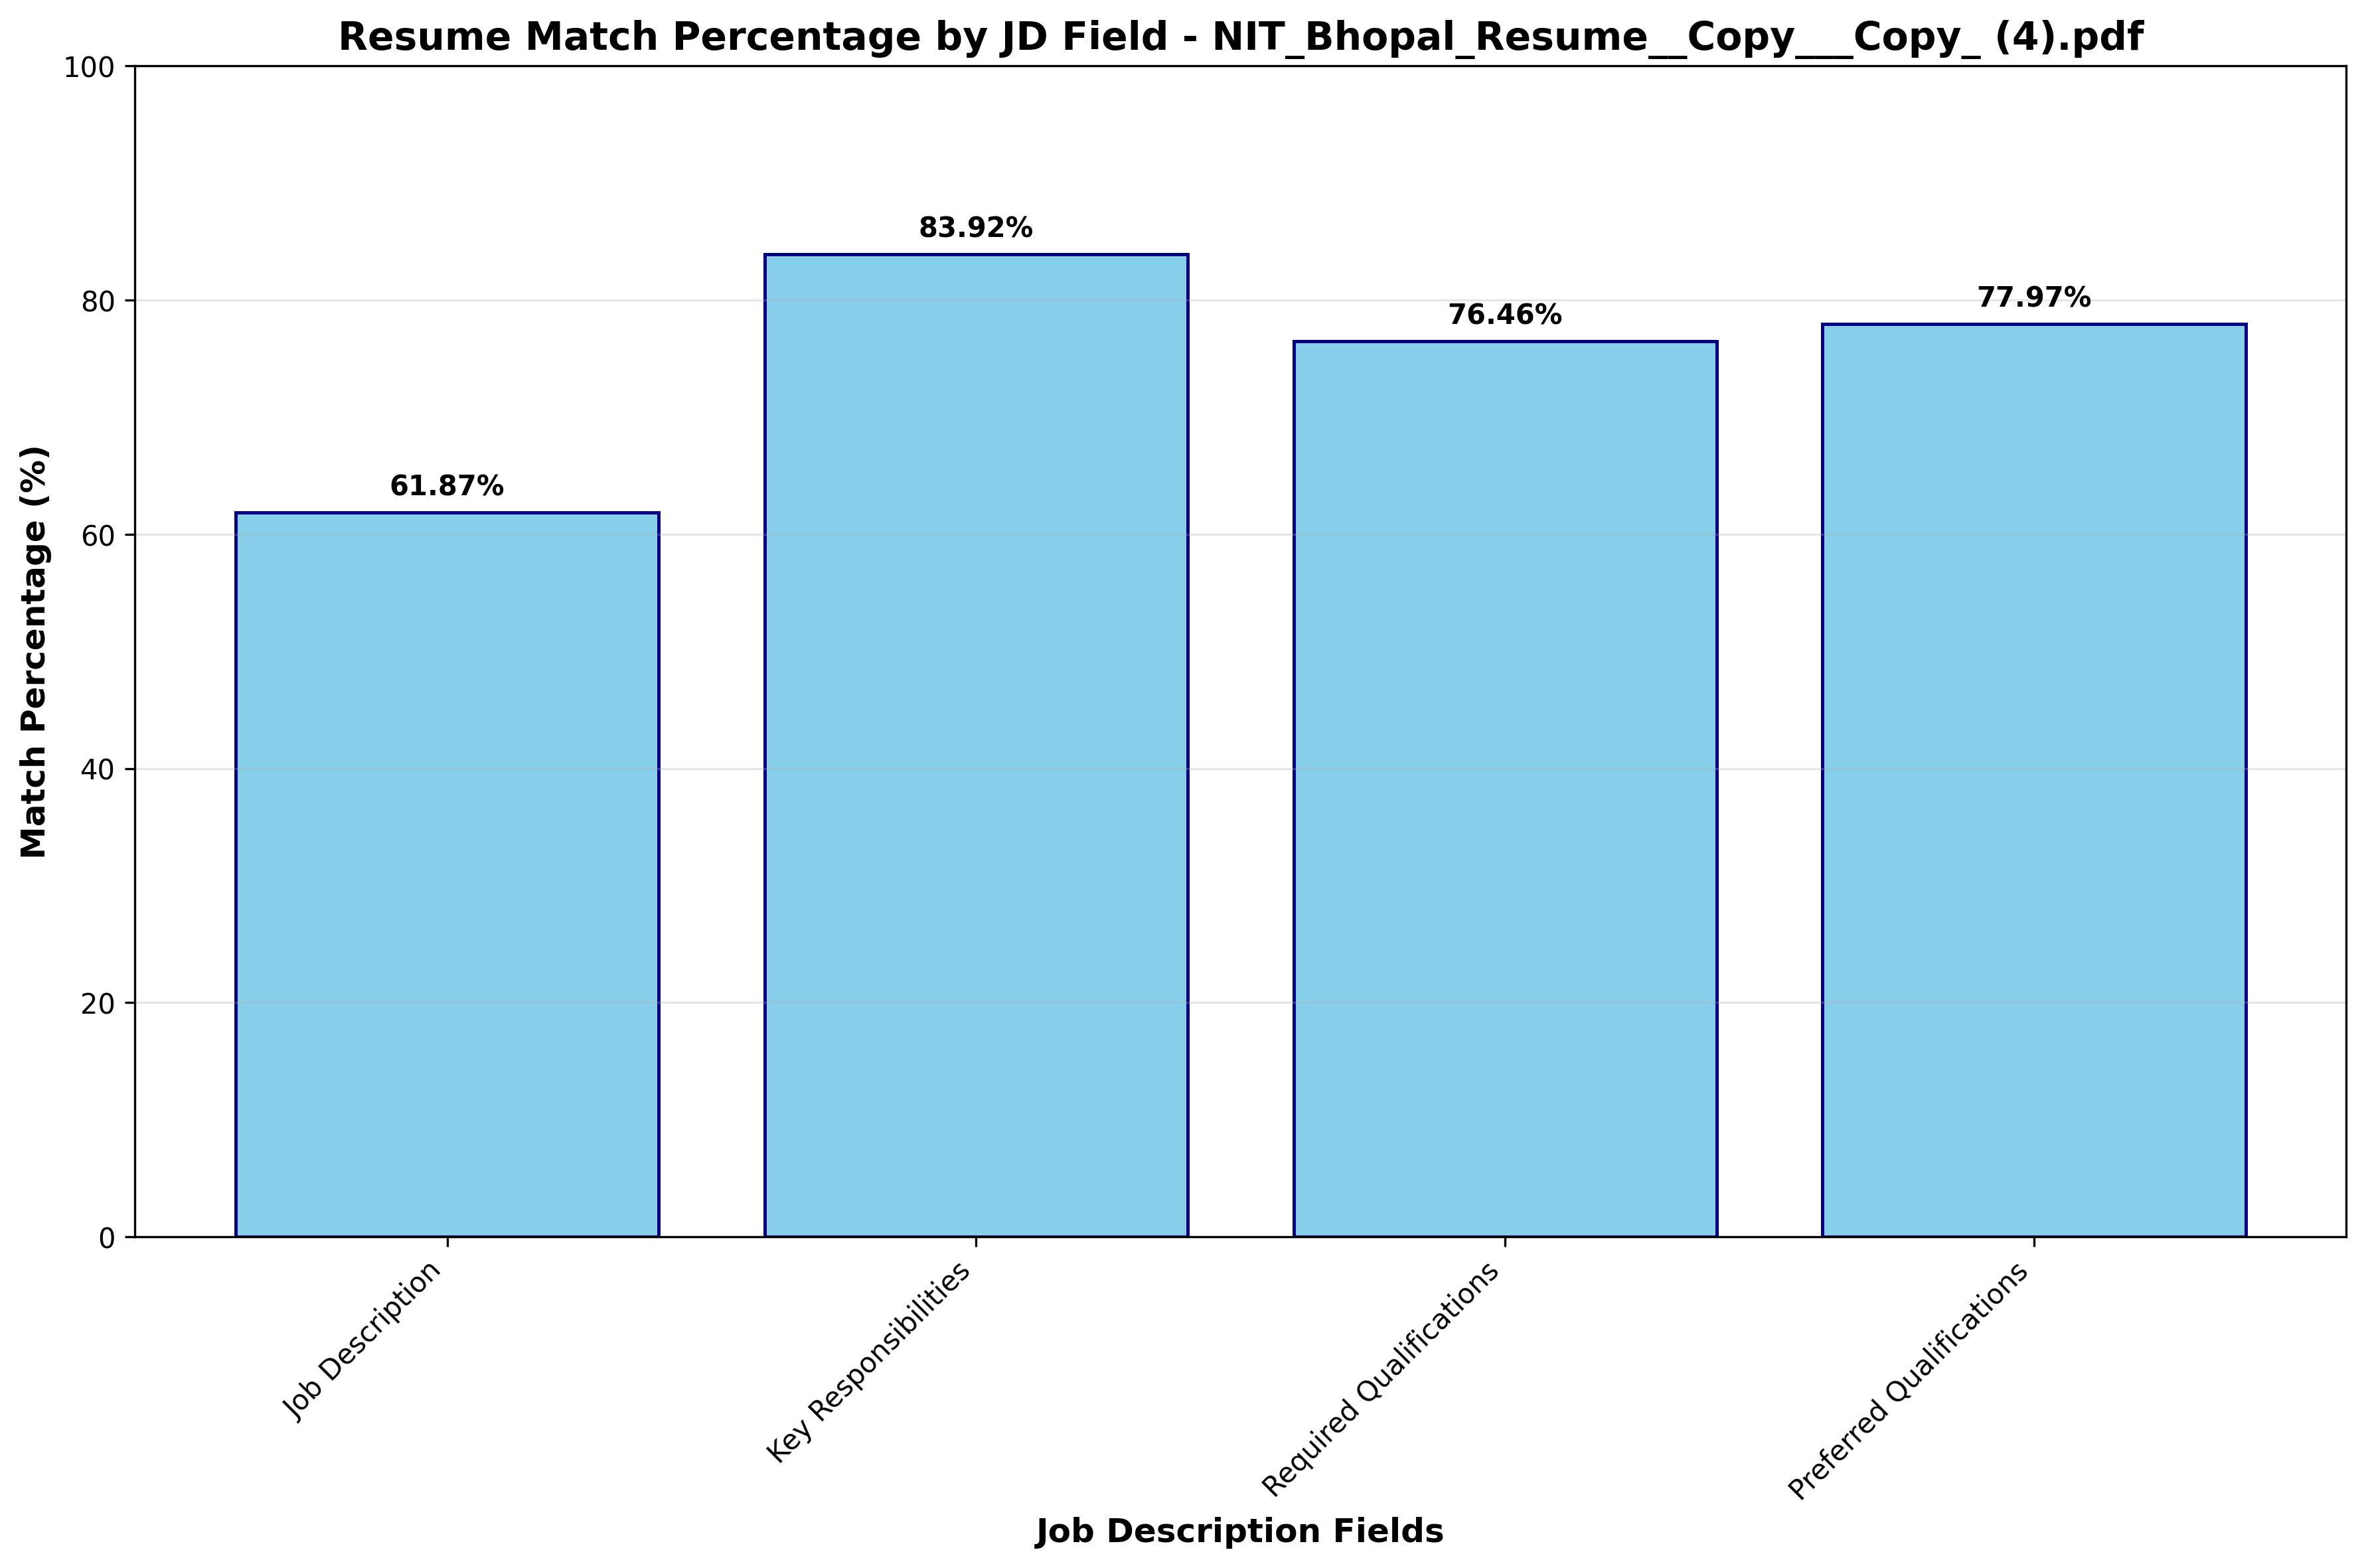 Resume Match Percentage by JD Field - NIT_Bhopal_Resume__Copy___Copy_ (4).pdf
Match Percentage (%)
100
80
60
40
20
0
61.87%
83.92%
76.46%
77.97%
Job Description
Key Responsibilities
Required Qualifications
Preferred Qualifications
Job Description Fields